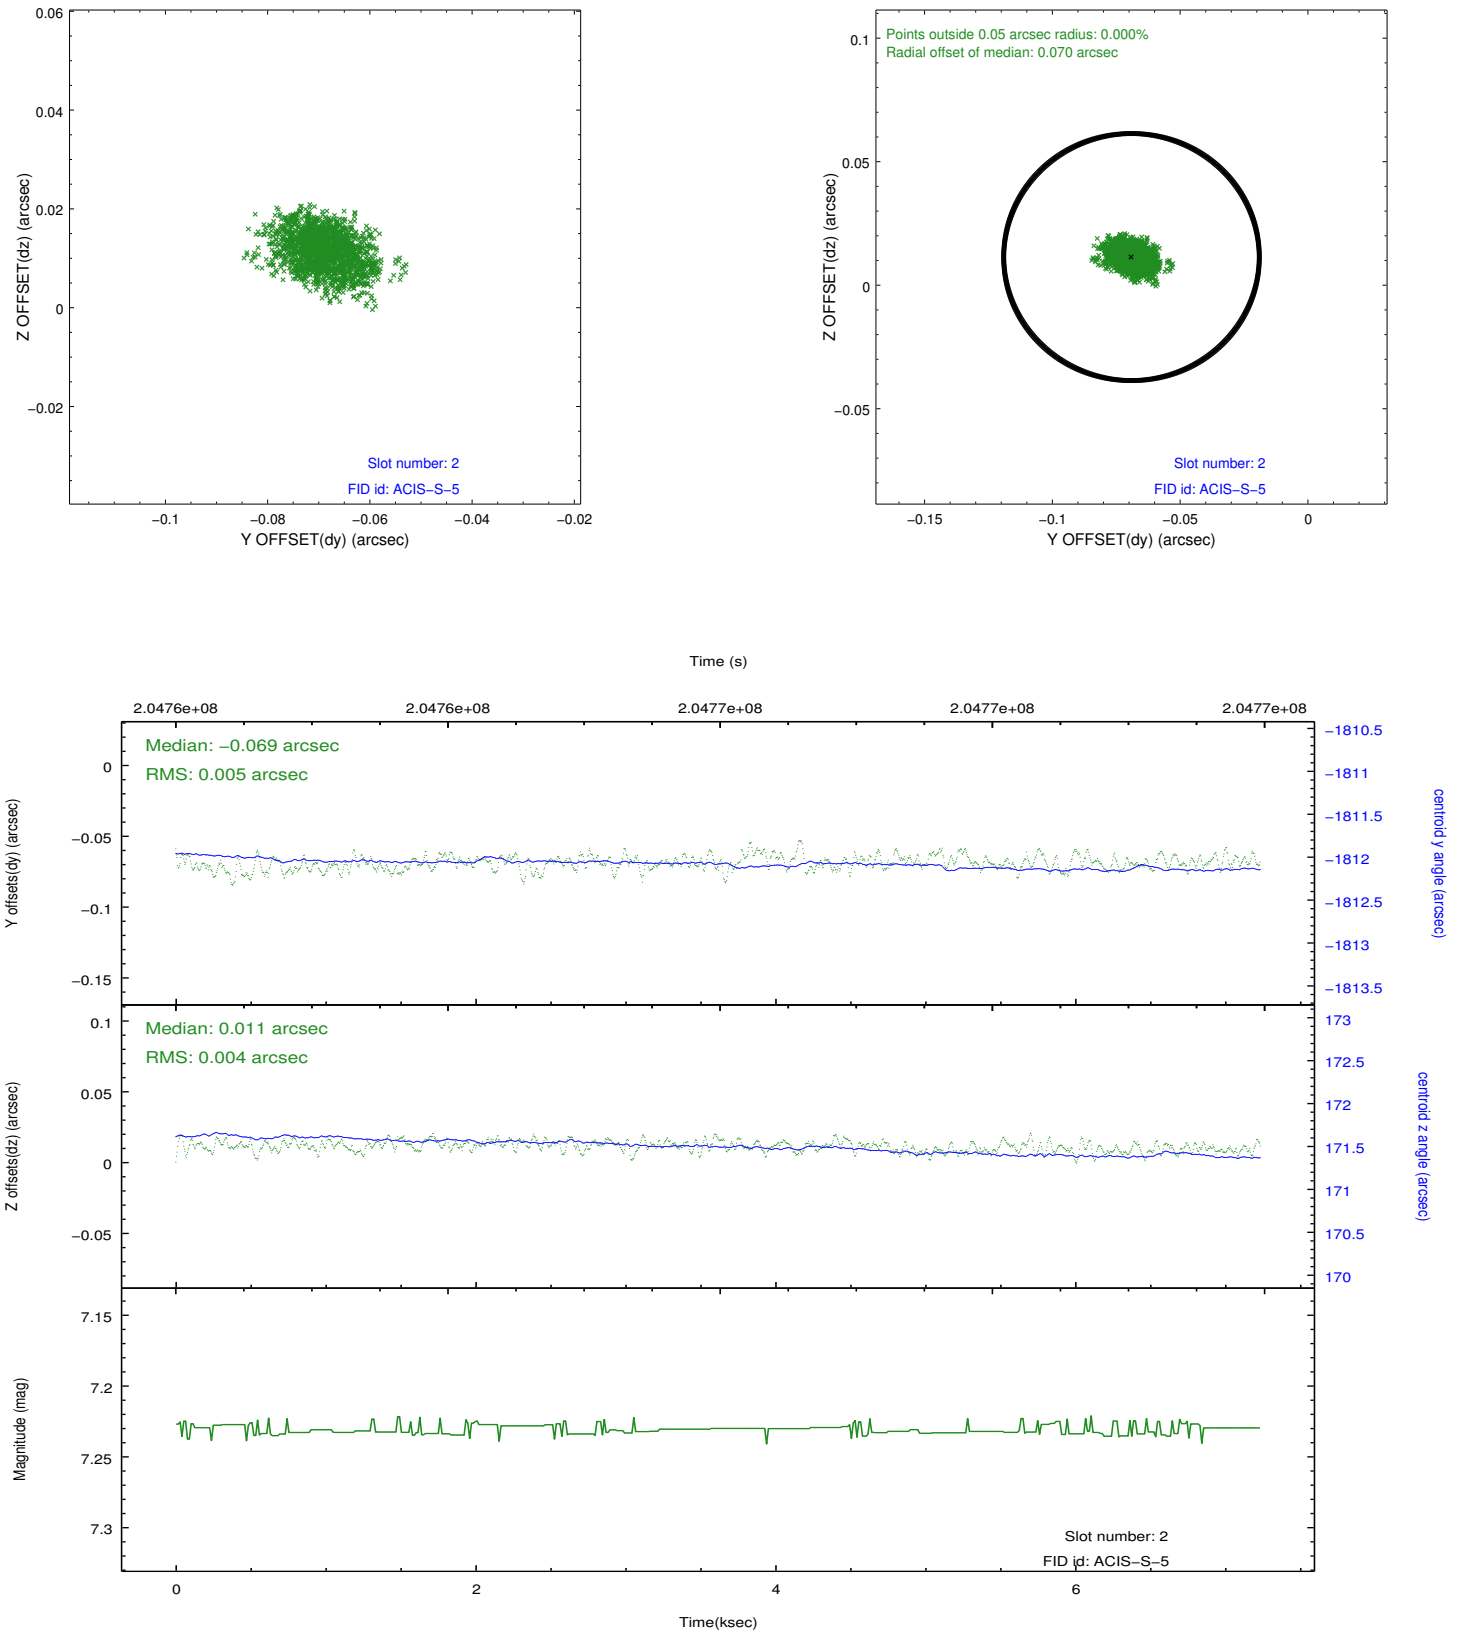 0.06
0.04
0.02
0
−0.02
Z OFFSET(dz) (arcsec)
Slot number: 2
FID id: ACIS−S−5
−0.1 −0.08 −0.06 −0.04 −0.02
Y OFFSET(dy) (arcsec)
Points outside 0.05 arcsec radius: 0.000%
Radial offset of median: 0.070 arcsec
0.1
0.05
0
−0.05
Z OFFSET(dz) (arcsec)
Slot number: 2
FID id: ACIS−S−5
−0.15 −0.1 −0.05 0
Y OFFSET(dy) (arcsec)
Time (s)
2.0476e+08 2.0476e+08 2.0477e+08 2.0477e+08 2.0477e+08
Median: −0.069 arcsec
RMS: 0.005 arcsec
0
−0.05
−0.1
−0.15
Y offsets(dy) (arcsec)
−1810.5
−1811
−1811.5
−1812
−1812.5
−1813
−1813.5
centroid y angle (arcsec)
Median: 0.011 arcsec
RMS: 0.004 arcsec
0.1
0.05
0
−0.05
Z offsets(dz) (arcsec)
173
172.5
172
171.5
171
170.5
170
centroid z angle (arcsec)
7.15
7.2
7.25
7.3
Magnitude (mag)
Slot number: 2
FID id: ACIS−S−5
0 2 4 6
Time(ksec)